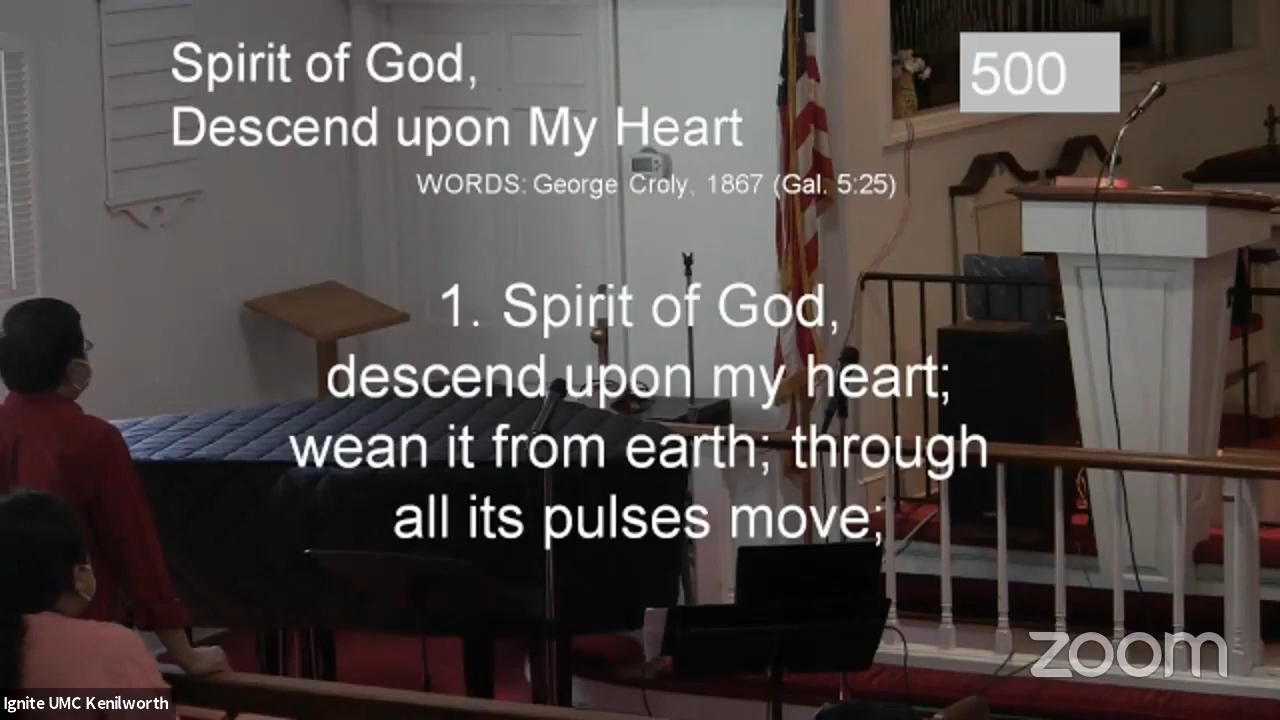 Spirit of God,
500
Descend upon My Heart
WORDS: George Croly, 1867 (Gal. 5:25)
1. Spirit of God,
descend upon my heart;
wean it from earth; through
all its pulses move;
zoom
Ignite UMC Kenilworth